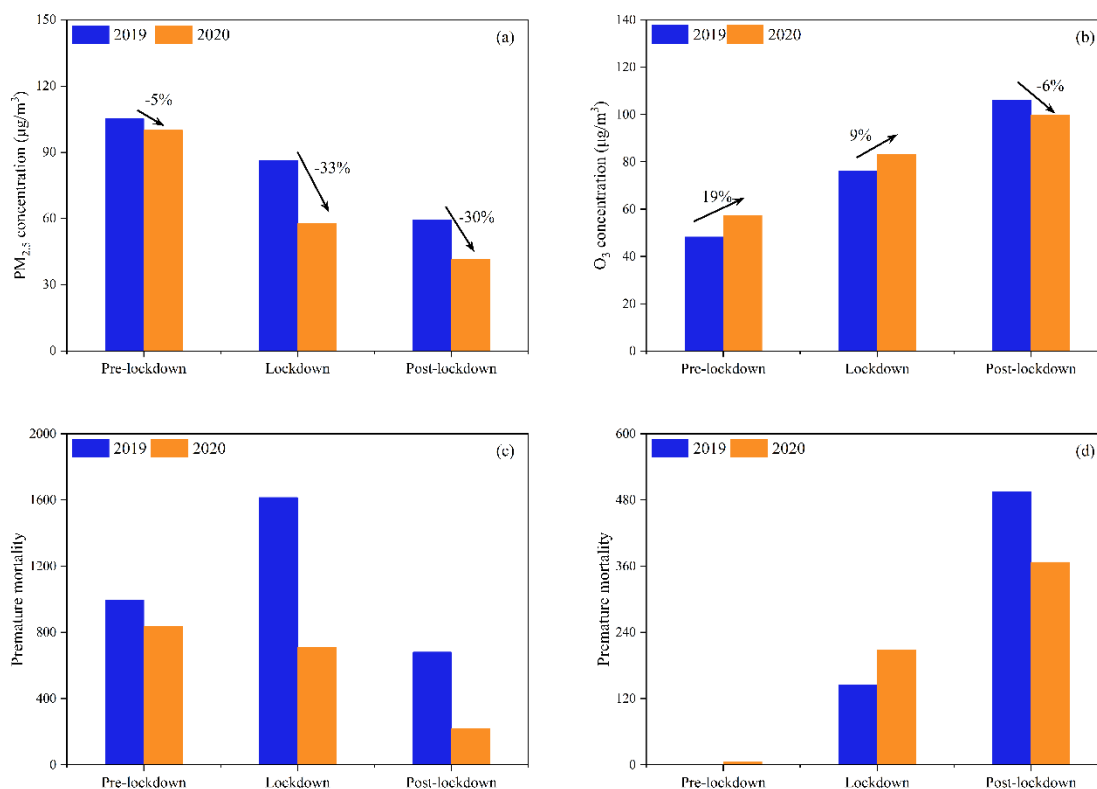 2019 2020 (a)
PM2.5 concentration (µg/m³)
150
120
90
60
30
0
-5%
-33%
-30%
Pre-lockdown Lockdown Post-lockdown
2019 2020 (b)
O3 concentration (µg/m³)
140
120
100
80
60
40
20
0
19%
9%
-6%
Pre-lockdown Lockdown Post-lockdown
2019 2020 (c)
Premature mortality
2000
1600
1200
800
400
0
Pre-lockdown Lockdown Post-lockdown
2019 2020 (d)
Premature mortality
600
480
360
240
120
0
Pre-lockdown Lockdown Post-lockdown